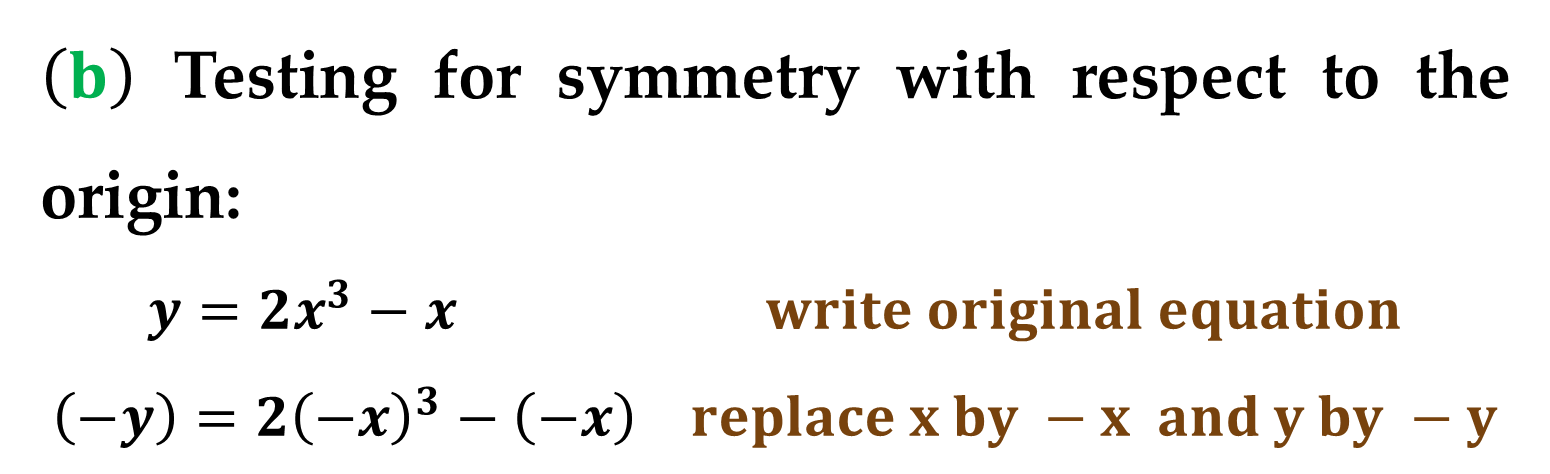 (b) Testing for symmetry with respect to the
origin:
y = 2x³ − x write original equation
(−y) = 2(−x)³ − (−x) replace x by − x and y by − y